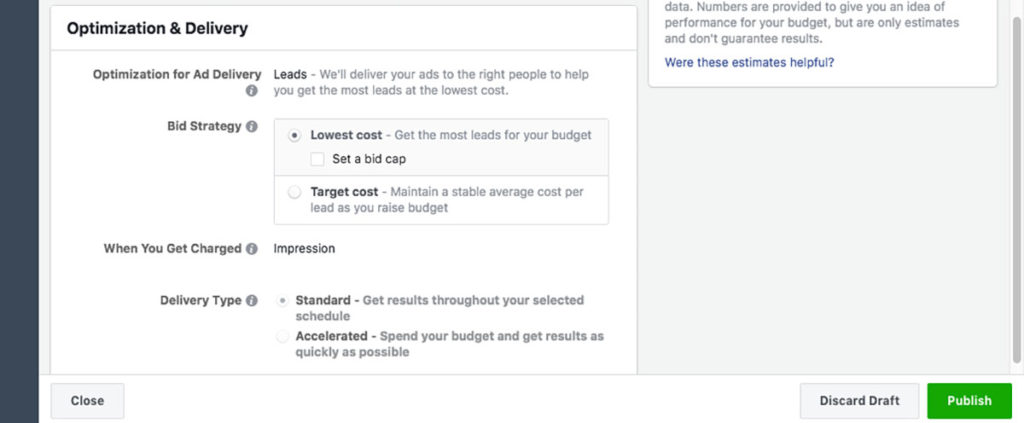 data. Numbers are provided to give you an idea of
performance for your budget, but are only estimates
and don't guarantee results.
Were these estimates helpful?
Optimization & Delivery
Optimization for Ad Delivery
Leads - We'll deliver your ads to the right people to help
you get the most leads at the lowest cost.
Bid Strategy
Lowest cost - Get the most leads for your budget
Set a bid cap
Target cost - Maintain a stable average cost per
lead as you raise budget
When You Get Charged
Impression
Delivery Type
Standard - Get results throughout your selected
schedule
Accelerated - Spend your budget and get results as
quickly as possible
Close
Discard Draft
Publish